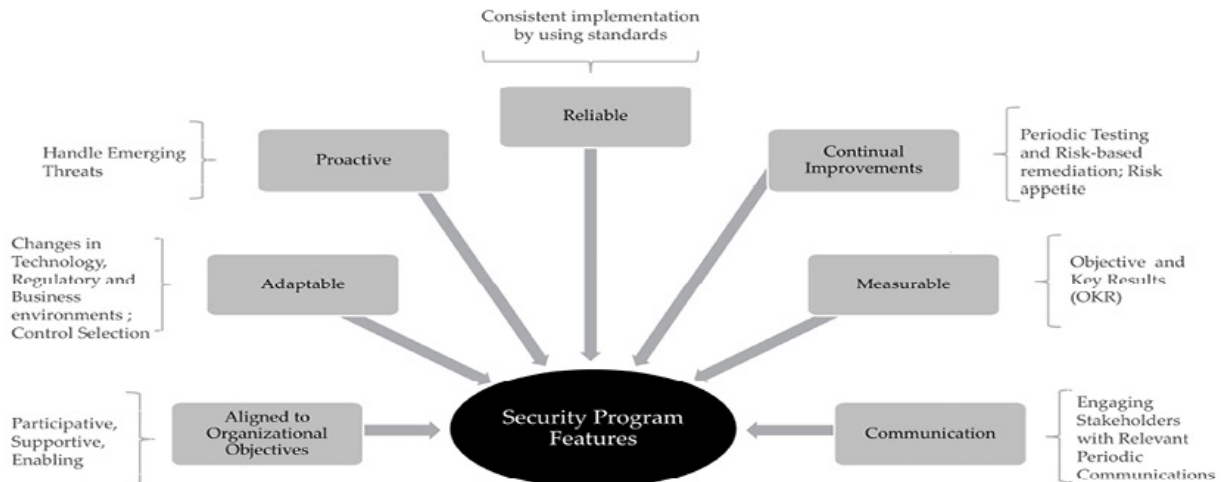 Consistent implementation
by using standards
Reliable
Handle Emerging
Threats
Proactive
Continual
Improvements
Periodic Testing
and Risk-based
remediation; Risk
appetite
Changes in
Technology,
Regulatory and
Business
environments ;
Control Selection
Adaptable
Measurable
Objective and
Key Results
(OKR)
Participative,
Supportive,
Enabling
Aligned to
Organizational
Objectives
Security Program
Features
Communication
Engaging
Stakeholders
with Relevant
Periodic
Communications